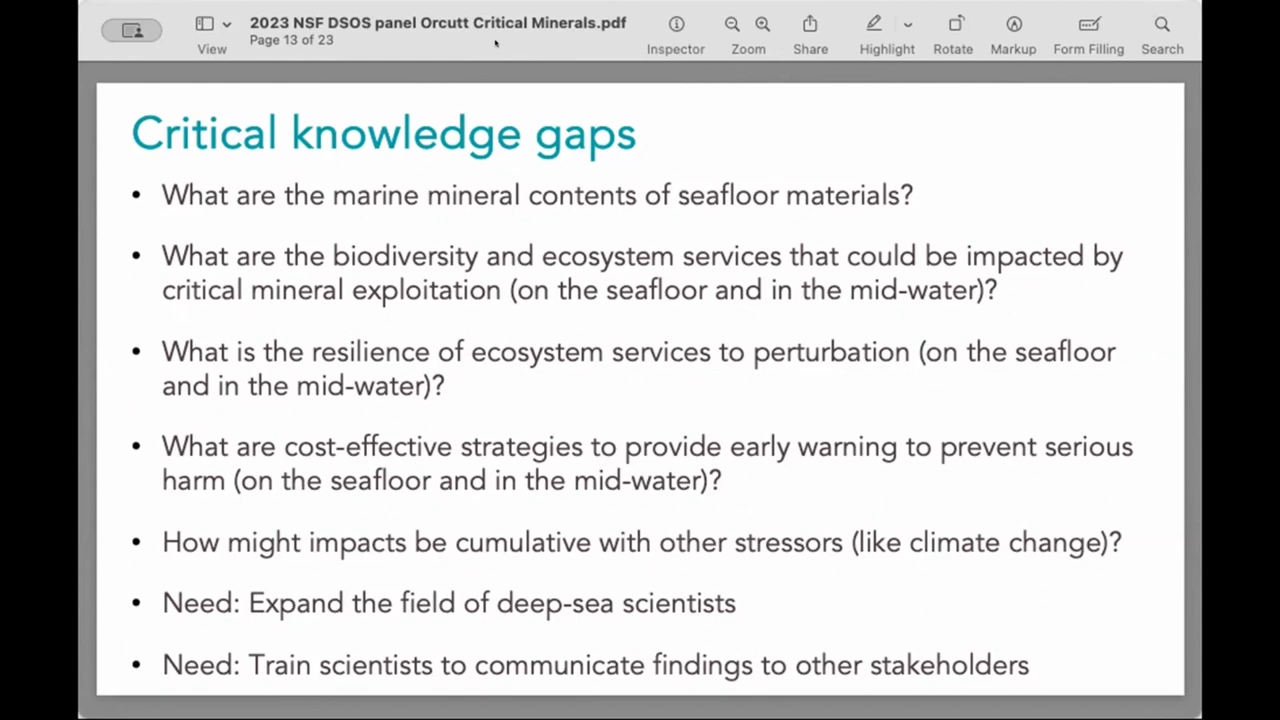 2023 NSF DSOS panel Orcutt Critical Minerals.pdf
Page 13 of 23
View
Inspector
Zoom
Share
Highlight
Rotate
Markup
Form Filling
Search
Critical knowledge gaps
• What are the marine mineral contents of seafloor materials?
• What are the biodiversity and ecosystem services that could be impacted by
critical mineral exploitation (on the seafloor and in the mid-water)?
• What is the resilience of ecosystem services to perturbation (on the seafloor
and in the mid-water)?
• What are cost-effective strategies to provide early warning to prevent serious
harm (on the seafloor and in the mid-water)?
• How might impacts be cumulative with other stressors (like climate change)?
• Need: Expand the field of deep-sea scientists
• Need: Train scientists to communicate findings to other stakeholders